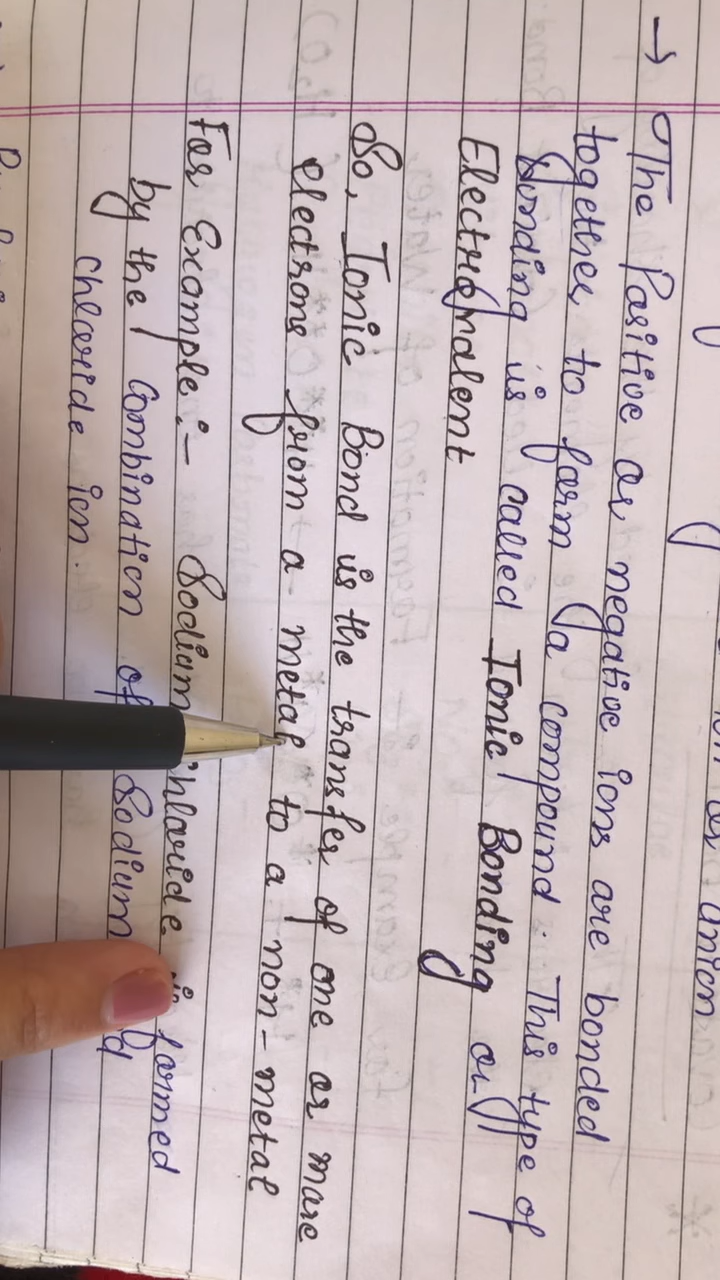 union
→ The Positive or negative ions are bonded
together to form a compound. This type of
Bonding is called Ionic Bonding or
Electrovalent
So, Ionic Bond is the transfer of one or more
electrons from a metal to a non-metal
For Example:- Sodium chloride is formed
by the combination of Sodium
chloride ion.